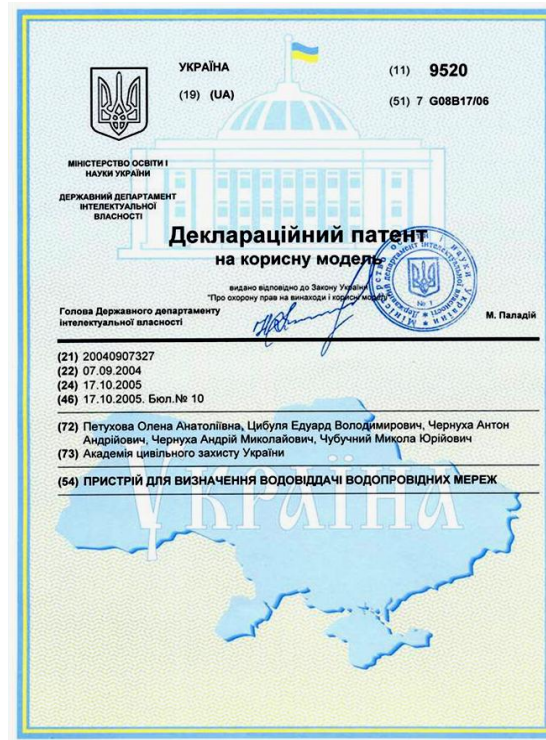 УКРАЇНА
(19) (UA)
(11) 9520
(51) 7 G08B17/06
МІНІСТЕРСТВО ОСВІТИ І
НАУКИ УКРАЇНИ
ДЕРЖАВНИЙ ДЕПАРТАМЕНТ
ІНТЕЛЕКТУАЛЬНОЇ
ВЛАСНОСТІ
Деклараційний патент
на корисну модель
видано відповідно до Закону України
"Про охорону прав на винаходи і корисні моделі"
Голова Державного департаменту
інтелектуальної власності
М. Паладій
№ 1
(21) 20040907327
(22) 07.09.2004
(24) 17.10.2005
(46) 17.10.2005. Бюл.№ 10
(72) Петухова Олена Анатоліївна, Цибуля Едуард Володимирович, Чернуха Антон
Андрійович, Чернуха Андрій Миколайович, Чубучний Микола Юрійович
(73) Академія цивільного захисту України
(54) ПРИСТРІЙ ДЛЯ ВИЗНАЧЕННЯ ВОДОВІДДАЧІ ВОДОПРОВІДНИХ МЕРЕЖ
Україна